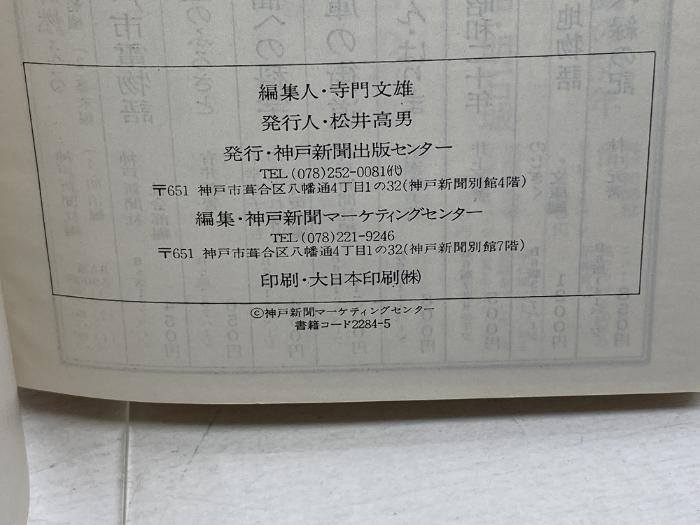 編集人・寺門文雄
発行人・松井高男
発行・神戸新聞出版センター
TEL(078)252-0081(代)
〒651 神戸市葺合区八幡通4丁目1の32(神戸新聞別館4階)
編集・神戸新聞マーケティングセンター
TEL(078)221-9246
〒651 神戸市葺合区八幡通4丁目1の32(神戸新聞別館7階)
印刷・大日本印刷㈱
©神戸新聞マーケティングセンター
書籍コード2284-5